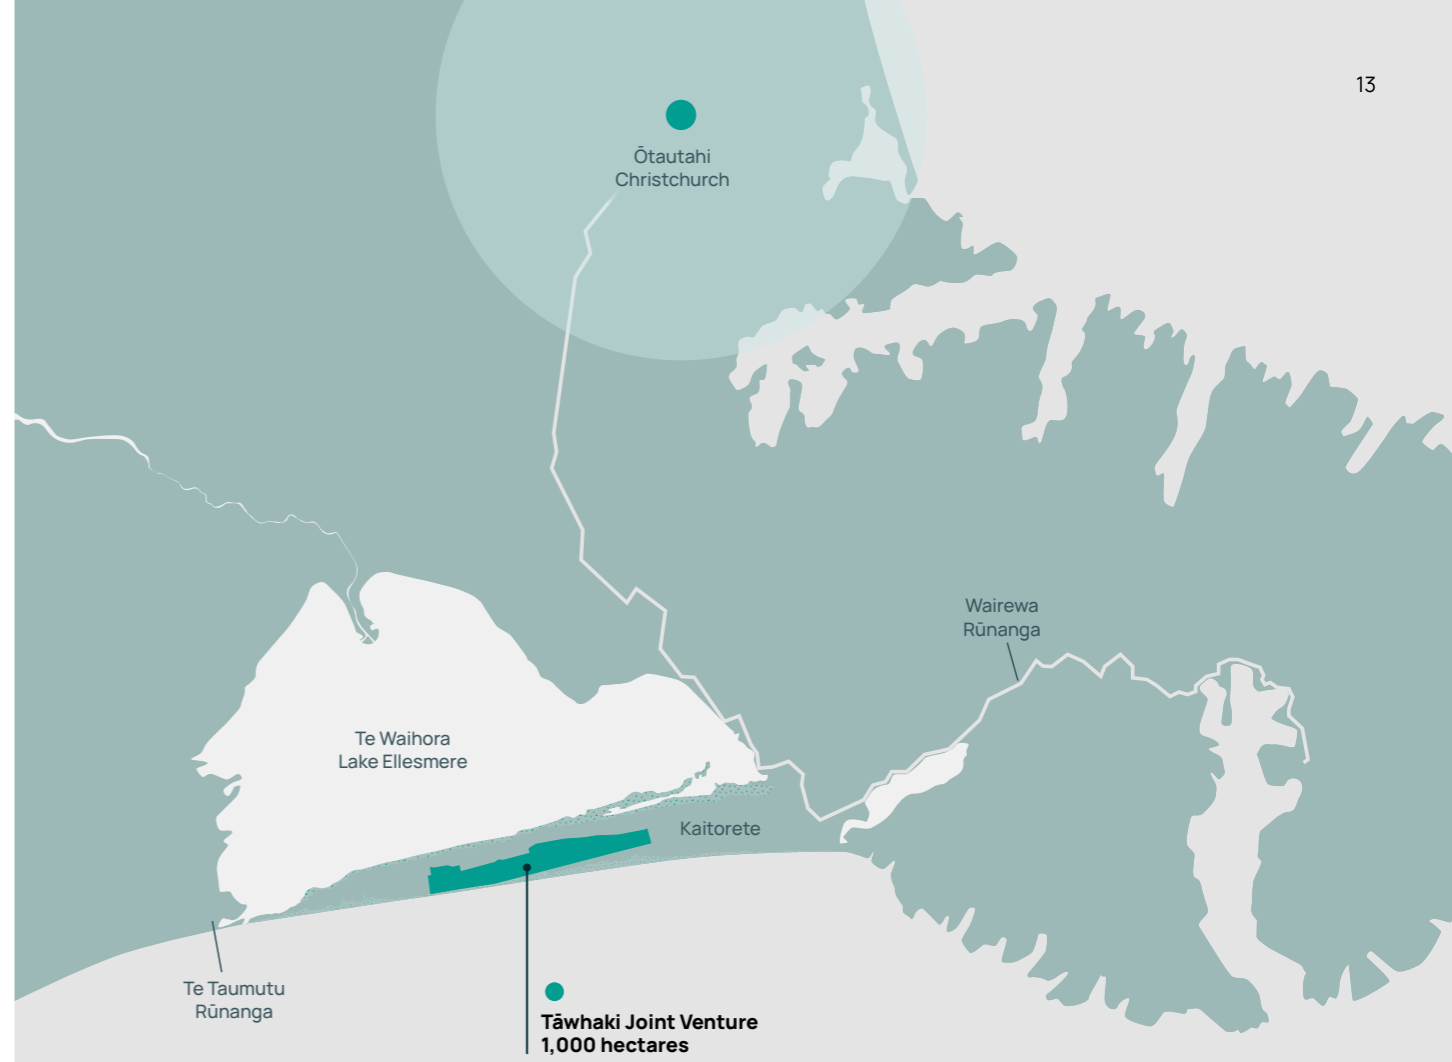 13
Ōtautahi
Christchurch
Wairewa
Rūnanga
Te Waihora
Lake Ellesmere
Kaitorete
Te Taumutu
Rūnanga
Tāwhaki Joint Venture
1,000 hectares